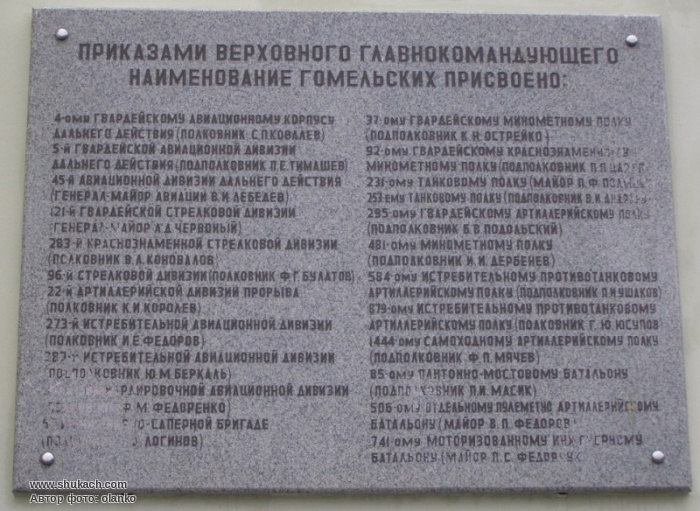 ПРИКАЗАМИ ВЕРХОВНОГО ГЛАВНОКОМАНДУЮЩЕГО
НАИМЕНОВАНИЕ ГОМЕЛЬСКИХ ПРИСВОЕНО:
4-ому ГВАРДЕЙСКОМУ АВИАЦИОННОМУ КОРПУСУ
ДАЛЬНЕГО ДЕЙСТВИЯ (ПОЛКОВНИК С.П.КОВАЛЕВ)
5-й ГВАРДЕЙСКОЙ АВИАЦИОННОЙ ДИВИЗИИ
ДАЛЬНЕГО ДЕЙСТВИЯ (ПОДПОЛКОВНИК П.Е.ТИМАШЕВ)
45-й АВИАЦИОННОЙ ДИВИЗИИ ДАЛЬНЕГО ДЕЙСТВИЯ
(ГЕНЕРАЛ-МАЙОР АВИАЦИИ В.И ЛЕБЕДЕВ)
121-й ГВАРДЕЙСКОЙ СТРЕЛКОВОЙ ДИВИЗИИ
(ГЕНЕРАЛ-МАЙОР Л.Д ЧЕРВОНЫЙ)
283-й КРАСНОЗНАМЕННОЙ СТРЕЛКОВОЙ ДИВИЗИИ
(ПОЛКОВНИК В.А.КОНОВАЛОВ)
96-й СТРЕЛКОВОЙ ДИВИЗИИ (ПОЛКОВНИК Ф.Г БУЛАТОВ)
22-й АРТИЛЛЕРИЙСКОЙ ДИВИЗИИ ПРОРЫВА
(ПОЛКОВНИК К.И КОРОЛЕВ)
273-й ИСТРЕБИТЕЛЬНОЙ АВИАЦИОННОЙ ДИВИЗИИ
(ПОЛКОВНИК И.Е ФЕДОРОВ)
ИСТРЕБИТЕЛЬНОЙ АВИАЦИОННОЙ ДИВИЗИИ
Ю.М БЕРКАЛЬ)
АВИАЦИОННОЙ ДИВИЗИИ
ФЕДОРЕНКО)
САПЕРНОЙ БРИГАДЕ
ЛОГИНОВ)
37-ому ГВАРДЕЙСКОМУ МИНОМЕТНОМУ ПОЛКУ
(ПОДПОЛКОВНИК К.Н ОСТРЕЙКО)
92-ому ГВАРДЕЙСКОМУ
МИНОМЕТНОМУ ПОЛКУ (ПОДПОЛКОВНИК
231-ому ТАНКОВОМУ ПОЛКУ (МАЙОР П.Ф
253-ему ТАНКОВОМУ ПОЛКУ (ПОДПОЛКОВНИК
295-ому ГВАРДЕЙСКОМУ АРТИЛЛЕРИЙСКОМУ ПОЛКУ
(ПОДПОЛКОВНИК Б.В ПОДОЛЬСКИЙ)
481-ому МИНОМЕТНОМУ ПОЛКУ
(ПОДПОЛКОВНИК И.И ДЕРБЕНЕВ)
584-ому ИСТРЕБИТЕЛЬНОМУ ПРОТИВОТАНКОВОМУ
АРТИЛЛЕРИЙСКОМУ ПОЛКУ (ПОДПОЛКОВНИК П.И УШАКОВ)
879-ому ИСТРЕБИТЕЛЬНОМУ ПРОТИВОТАНКОВОМУ
АРТИЛЛЕРИЙСКОМУ ПОЛКУ (ПОЛКОВНИК Г.Ю.ЮСУПОВ)
1444-ому САМОХОДНОМУ АРТИЛЛЕРИЙСКОМУ ПОЛКУ
(ПОДПОЛКОВНИК Ф.П. МЯЧЕВ)
85-ому ПАНТОННО-МОСТОВОМУ БАТАЛЬОНУ
(ПОДПОЛКОВНИК П.И. МАСИК)
506-му ОТДЕЛЬНОМУ ПУЛЕМЕТНО АРТИЛЛЕРИЙСКОМУ
БАТАЛЬОНУ (МАЙОР В.П. ФЕДОРОВ)
741-ому МОТОРИЗОВАННОМУ
БАТАЛЬОНУ (МАЙОР П.С.
www.shukach.com
Автор фото: olanko